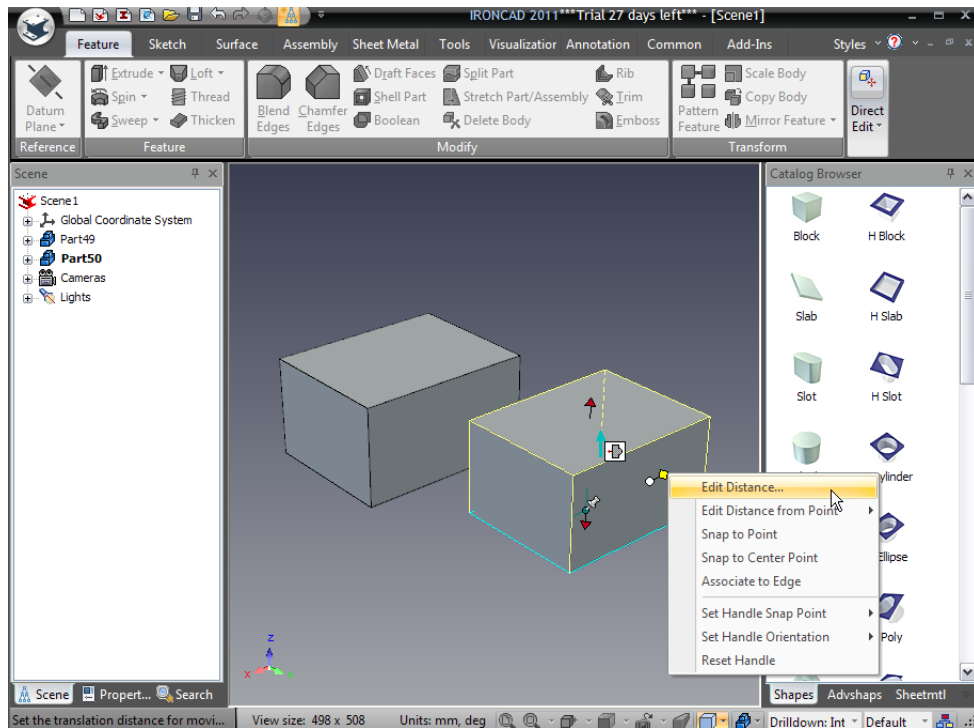 IRONCAD 2011***Trial 27 days left*** - [Scene1]
Feature Sketch Surface Assembly Sheet Metal Tools Visualization Annotation Common Add-Ins Styles
Extrude Loft Draft Faces Split Part Rib Scale Body
Spin Thread Shell Part Stretch Part/Assembly Trim Copy Body
Sweep Thicken Boolean Delete Body Emboss Mirror Feature
Datum Plane
Blend Edges
Chamfer Edges
Pattern Feature
Direct Edit
Reference Feature Modify Transform
Scene
Scene1
Global Coordinate System
Part49
Part50
Cameras
Lights
Catalog Browser
Block H Block
Slab H Slab
Slot H Slot
ylinder
Ellipse
Poly
Edit Distance...
Edit Distance from Point
Snap to Point
Snap to Center Point
Associate to Edge
Set Handle Snap Point
Set Handle Orientation
Reset Handle
z
x
Y
Scene Propert... Search
Shapes Advshaps Sheetmtl
Set the translation distance for movi... View size: 498 x 508 Units: mm, deg Drilldown: Int Default